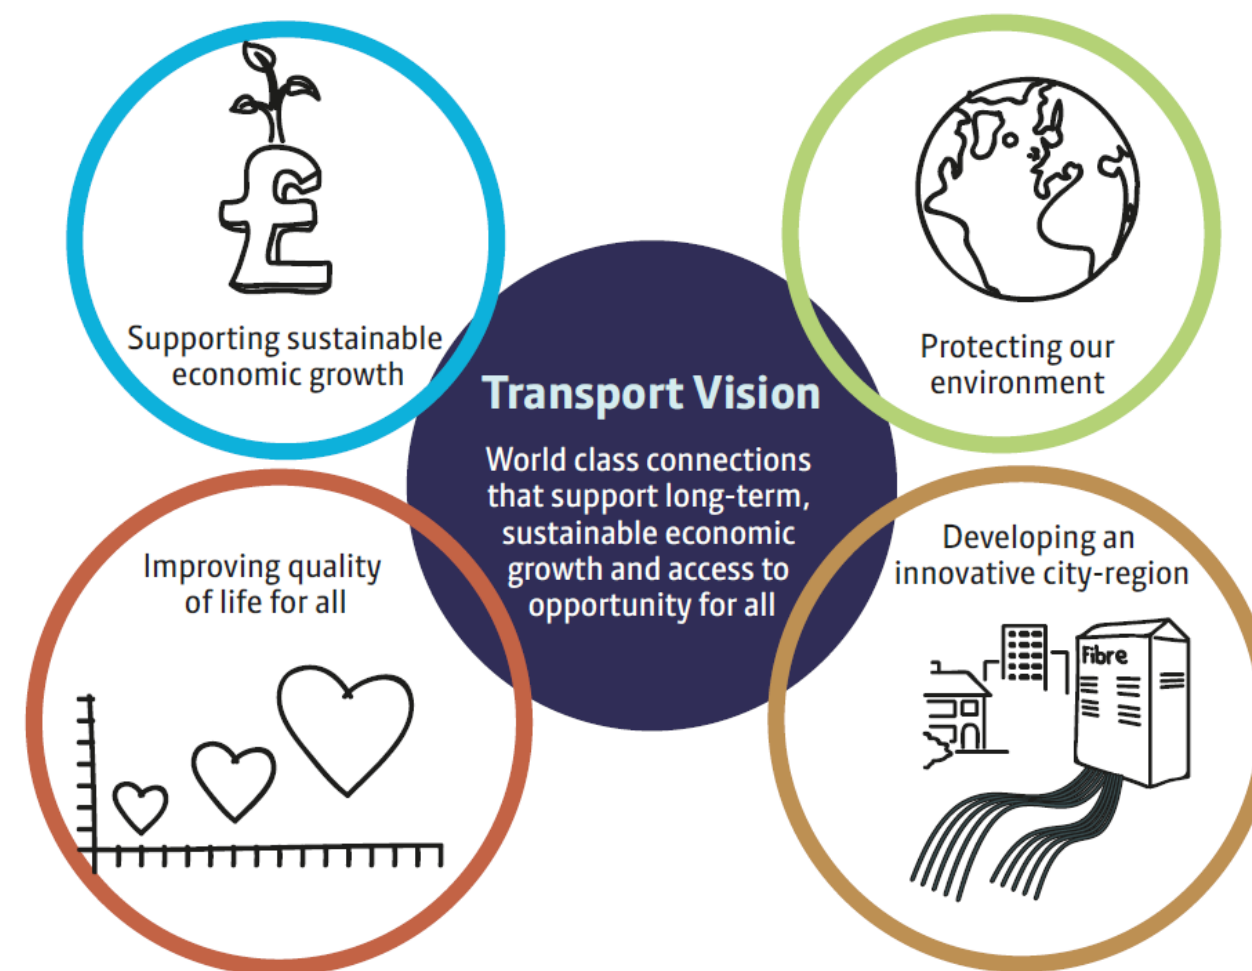 Supporting sustainable
economic growth
Protecting our
environment
Transport Vision
World class connections
that support long-term,
sustainable economic
growth and access to
opportunity for all
Improving quality
of life for all
Developing an
innovative city-region
Fibre
£